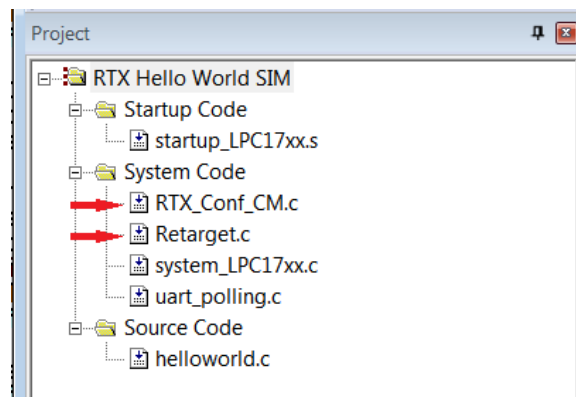 Project
RTX Hello World SIM
Startup Code
startup_LPC17xx.s
System Code
RTX_Conf_CM.c
Retarget.c
system_LPC17xx.c
uart_polling.c
Source Code
helloworld.c